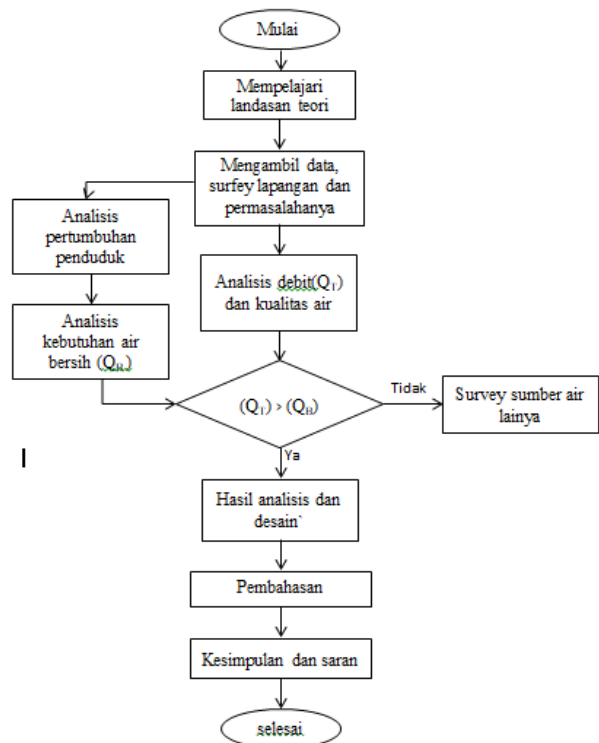 Mulai
Mempelajari
landasan teori
Mengambil data,
surfey lapangan dan
permasalahanya
Analisis
pertumbuhan
penduduk
Analisis debit(Q₁)
dan kualitas air
Analisis
kebutuhan air
bersih (Q_B)
(Q₁) > (Q_B)
Tidak
Survey sumber air
lainya
Ya
Hasil analisis dan
desain`
Pembahasan
Kesimpulan dan saran
selesai